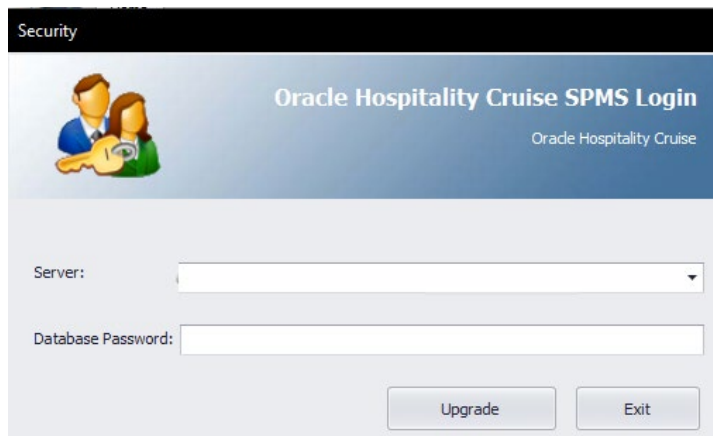 Security
Oracle Hospitality Cruise SPMS Login
Oracle Hospitality Cruise
Server:
Database Password:
Upgrade
Exit